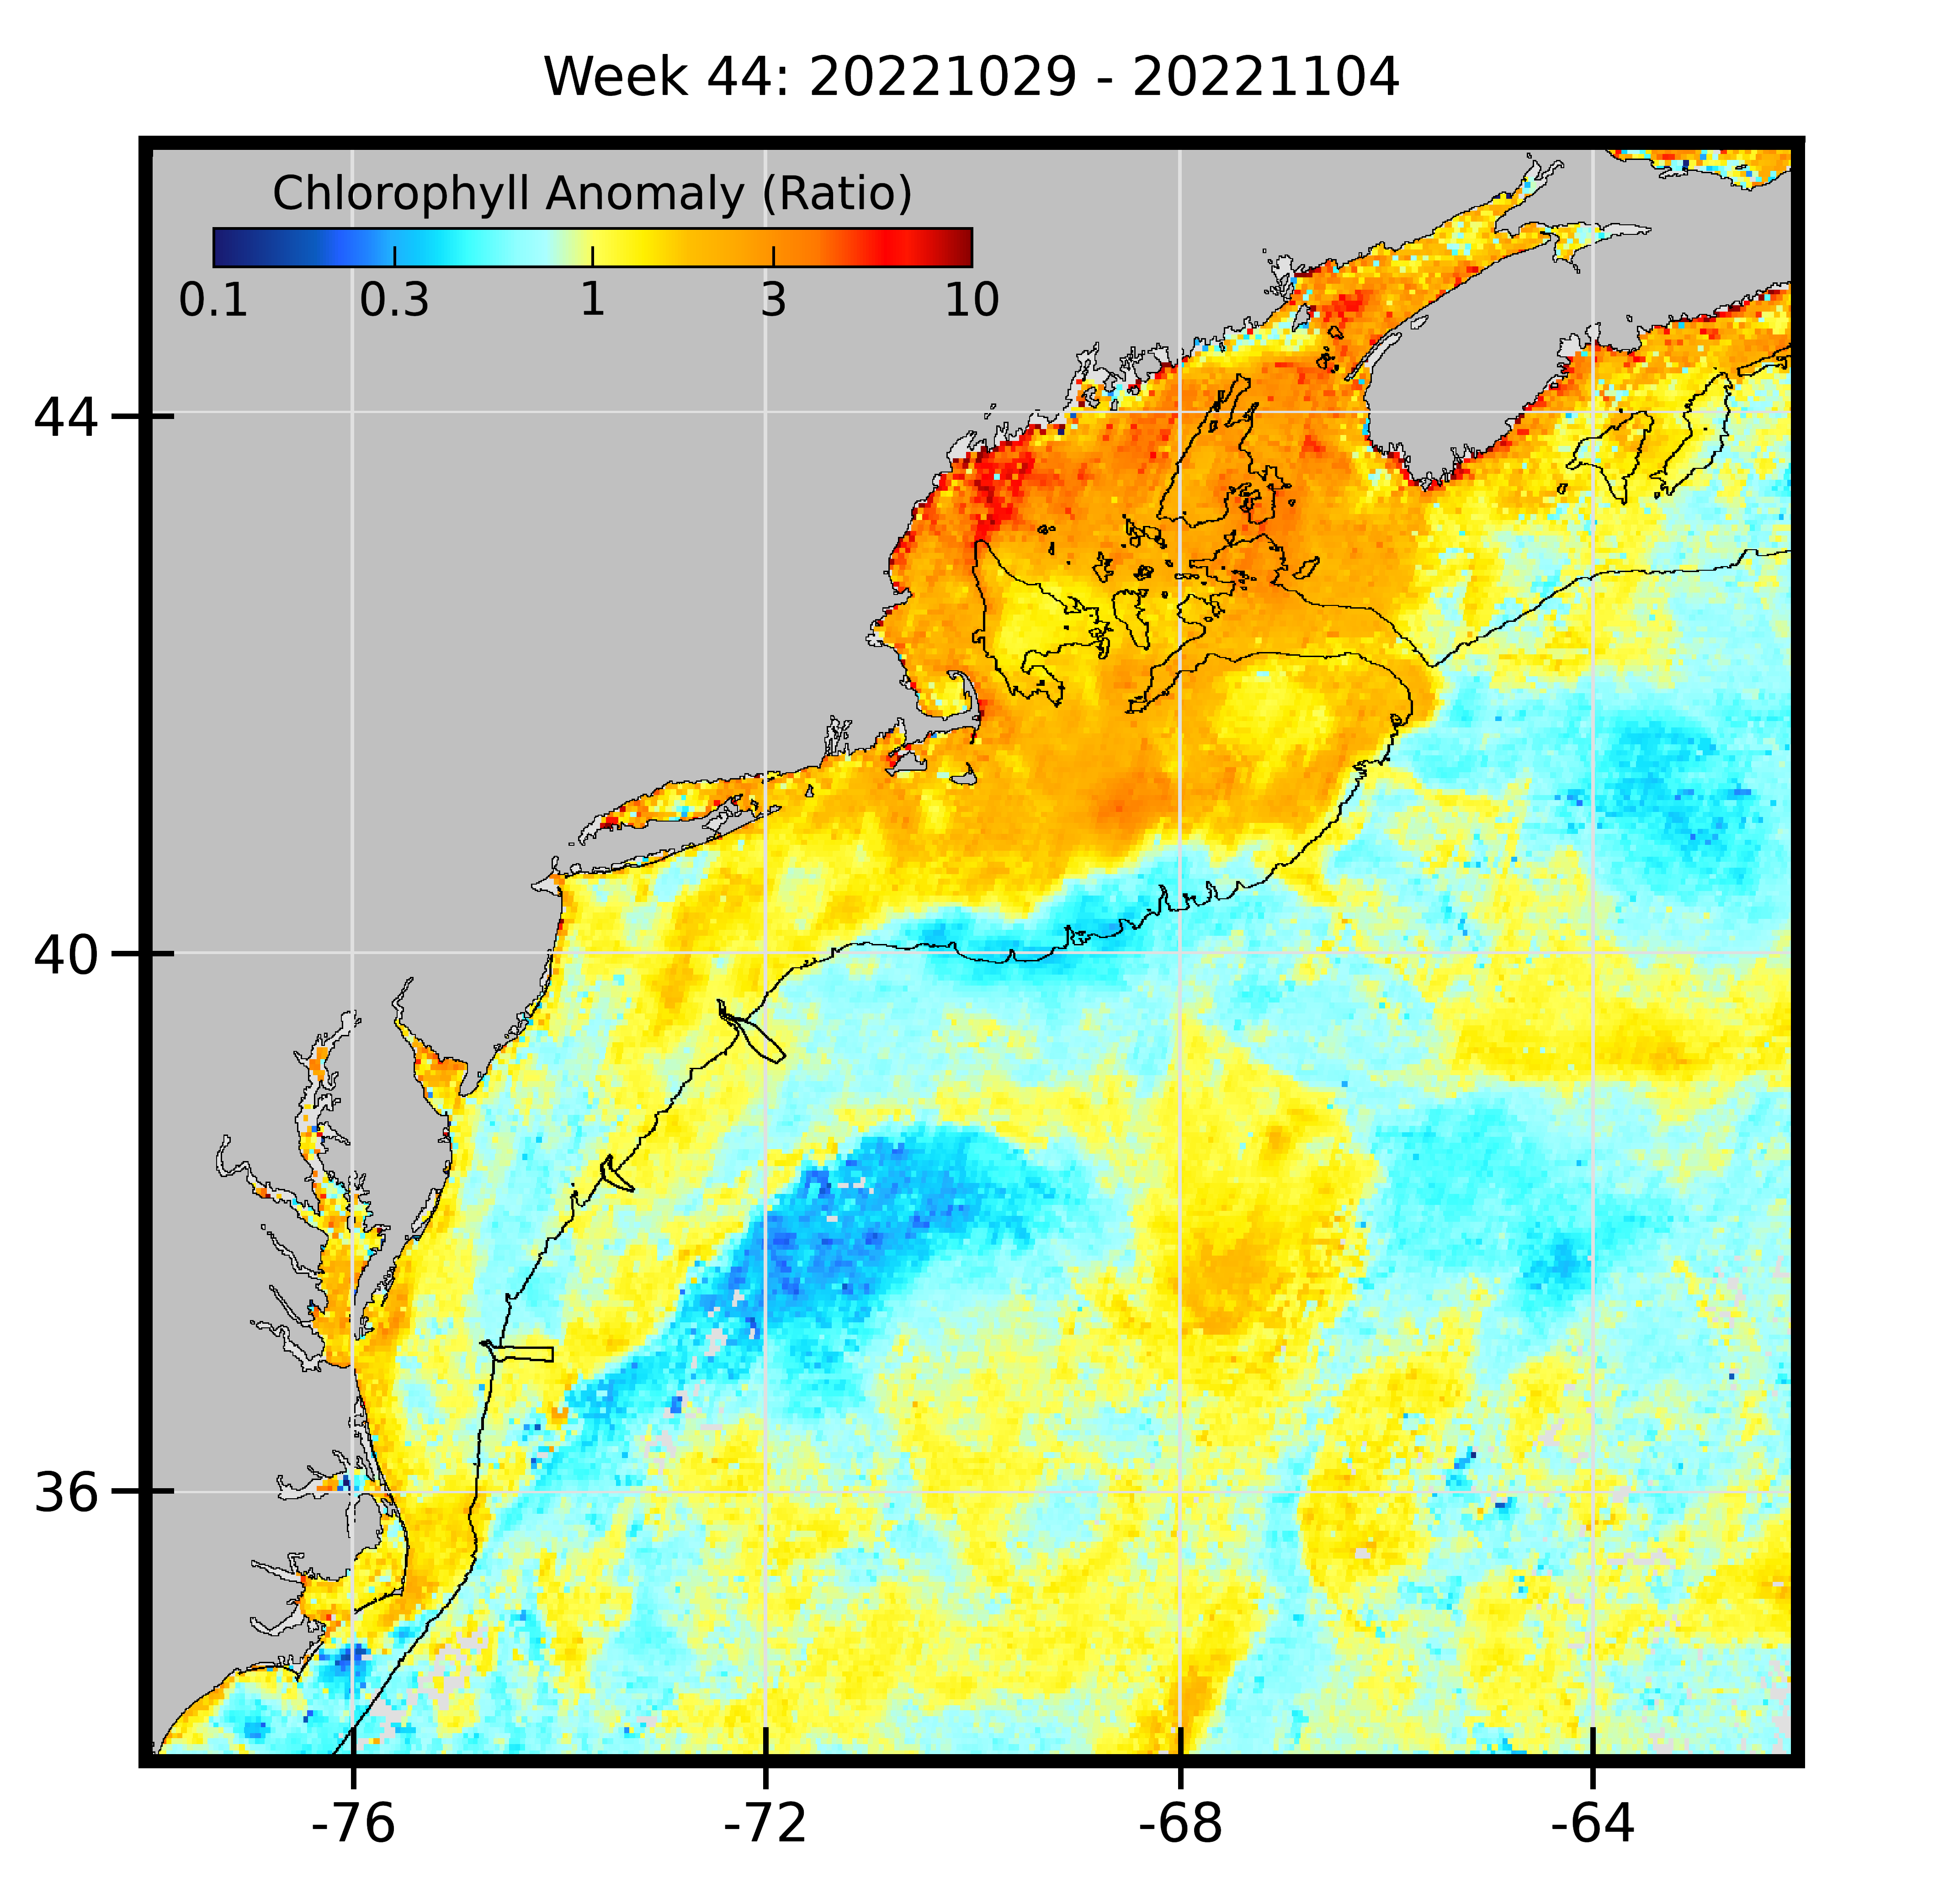 Week 44: 20221029 - 20221104
Chlorophyll Anomaly (Ratio)
0.1 0.3 1 3 10
44
40
36
-76 -72 -68 -64